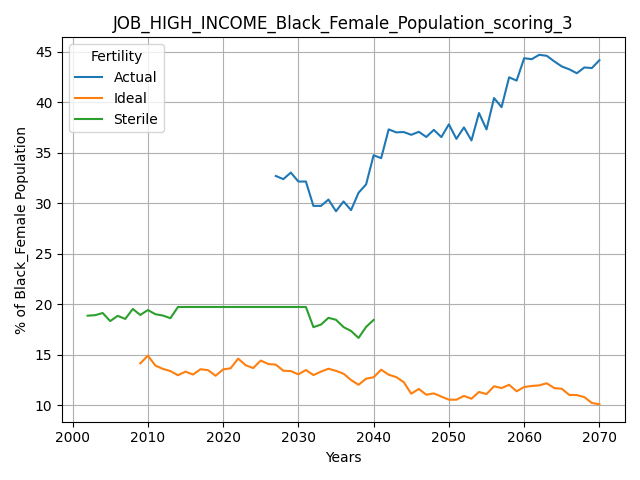 JOB_HIGH_INCOME_Black_Female_Population_scoring_3
Fertility
Actual
Ideal
Sterile
% of Black_Female Population
45
40
35
30
25
20
15
10
2000 2010 2020 2030 2040 2050 2060 2070
Years